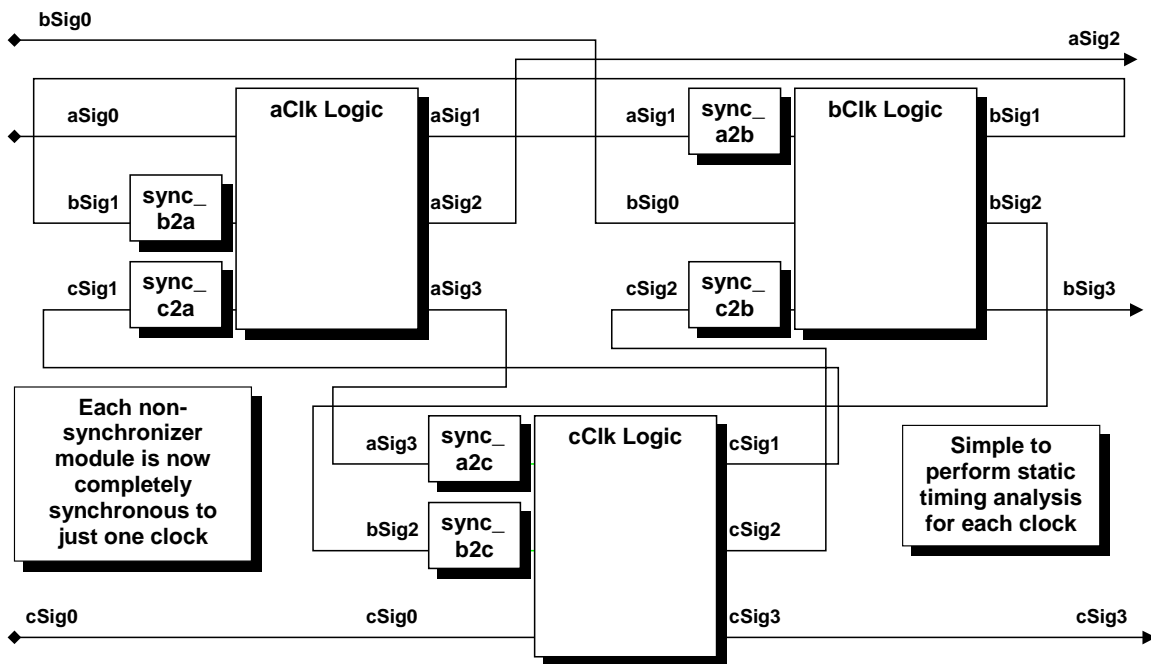 bSig0
aSig2
aSig0
aClk Logic
aSig1
aSig1
sync_
a2b
bClk Logic
bSig1
bSig1
sync_
b2a
aSig2
bSig0
bSig2
cSig1
sync_
c2a
aSig3
cSig2
sync_
c2b
bSig3
Each non-
synchronizer
module is now
completely
synchronous to
just one clock
aSig3
sync_
a2c
cClk Logic
cSig1
Simple to
perform static
timing analysis
for each clock
bSig2
sync_
b2c
cSig2
cSig0
cSig0
cSig3
cSig3